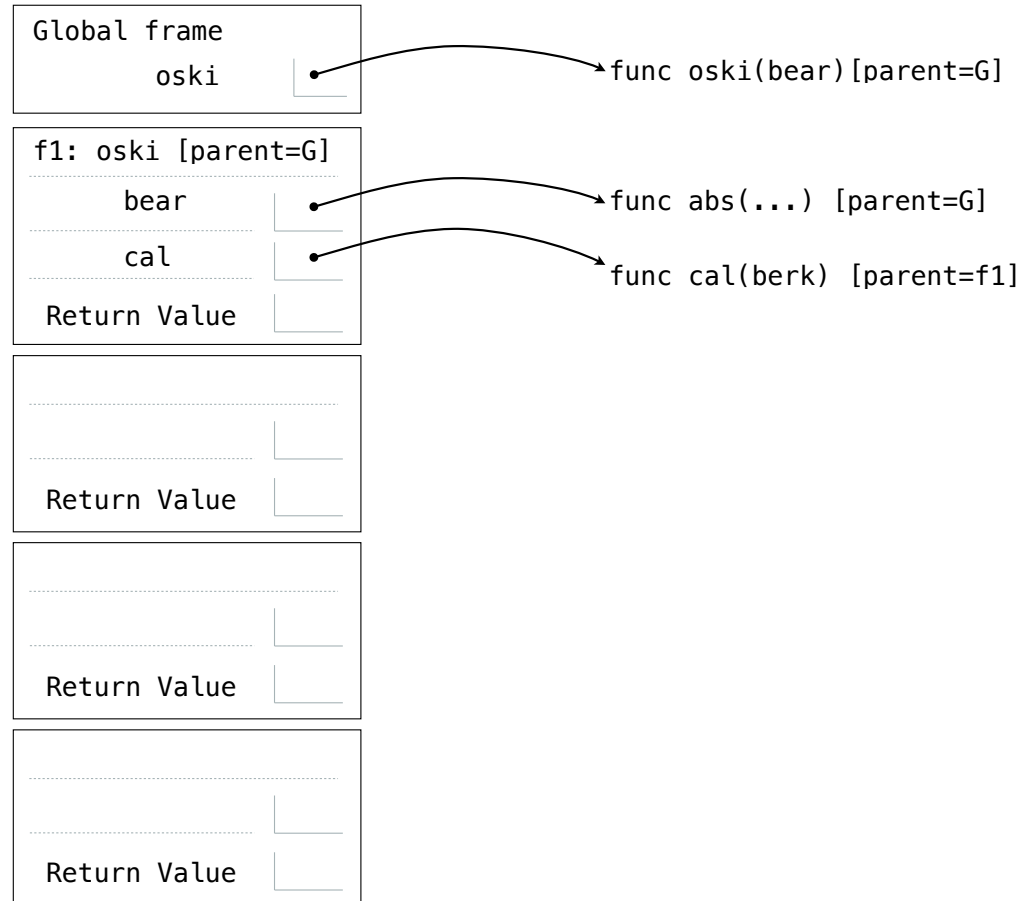 Global frame
oski
func oski(bear)[parent=G]
f1: oski [parent=G]
bear
func abs(...) [parent=G]
cal
func cal(berk) [parent=f1]
Return Value
Return Value
Return Value
Return Value